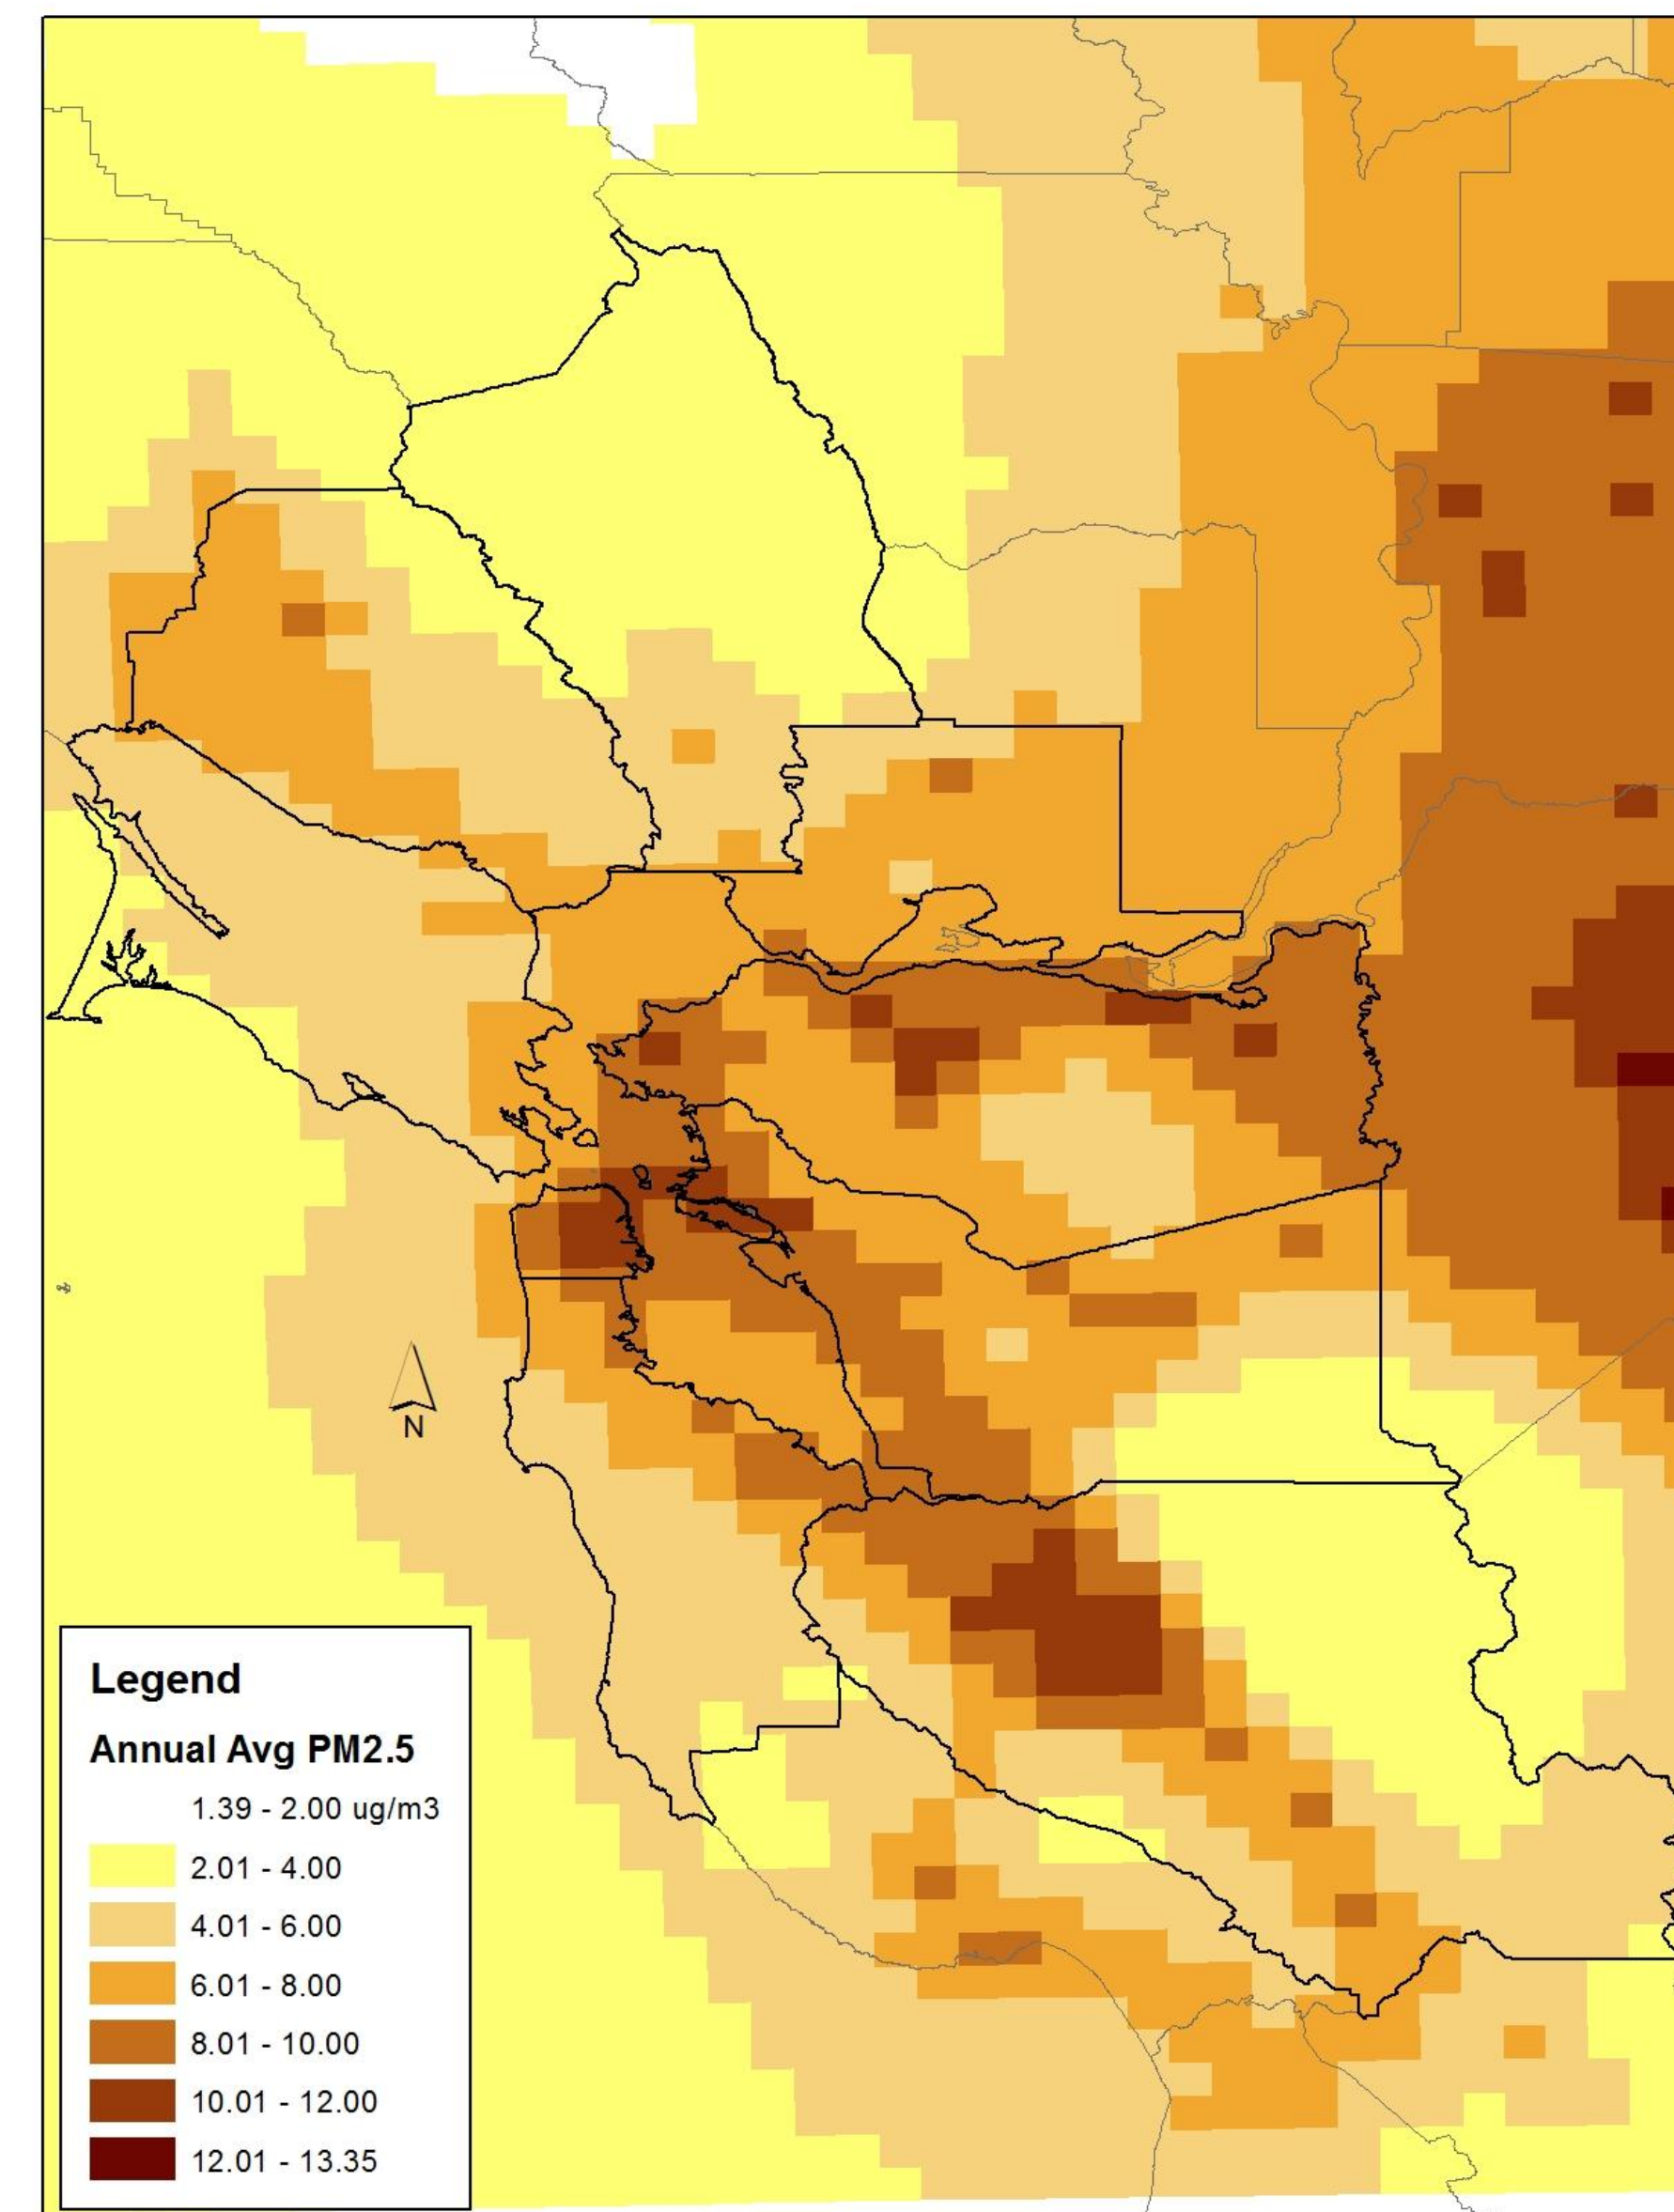 N
Legend
Annual Avg PM2.5
1.39 - 2.00 ug/m3
2.01 - 4.00
4.01 - 6.00
6.01 - 8.00
8.01 - 10.00
10.01 - 12.00
12.01 - 13.35